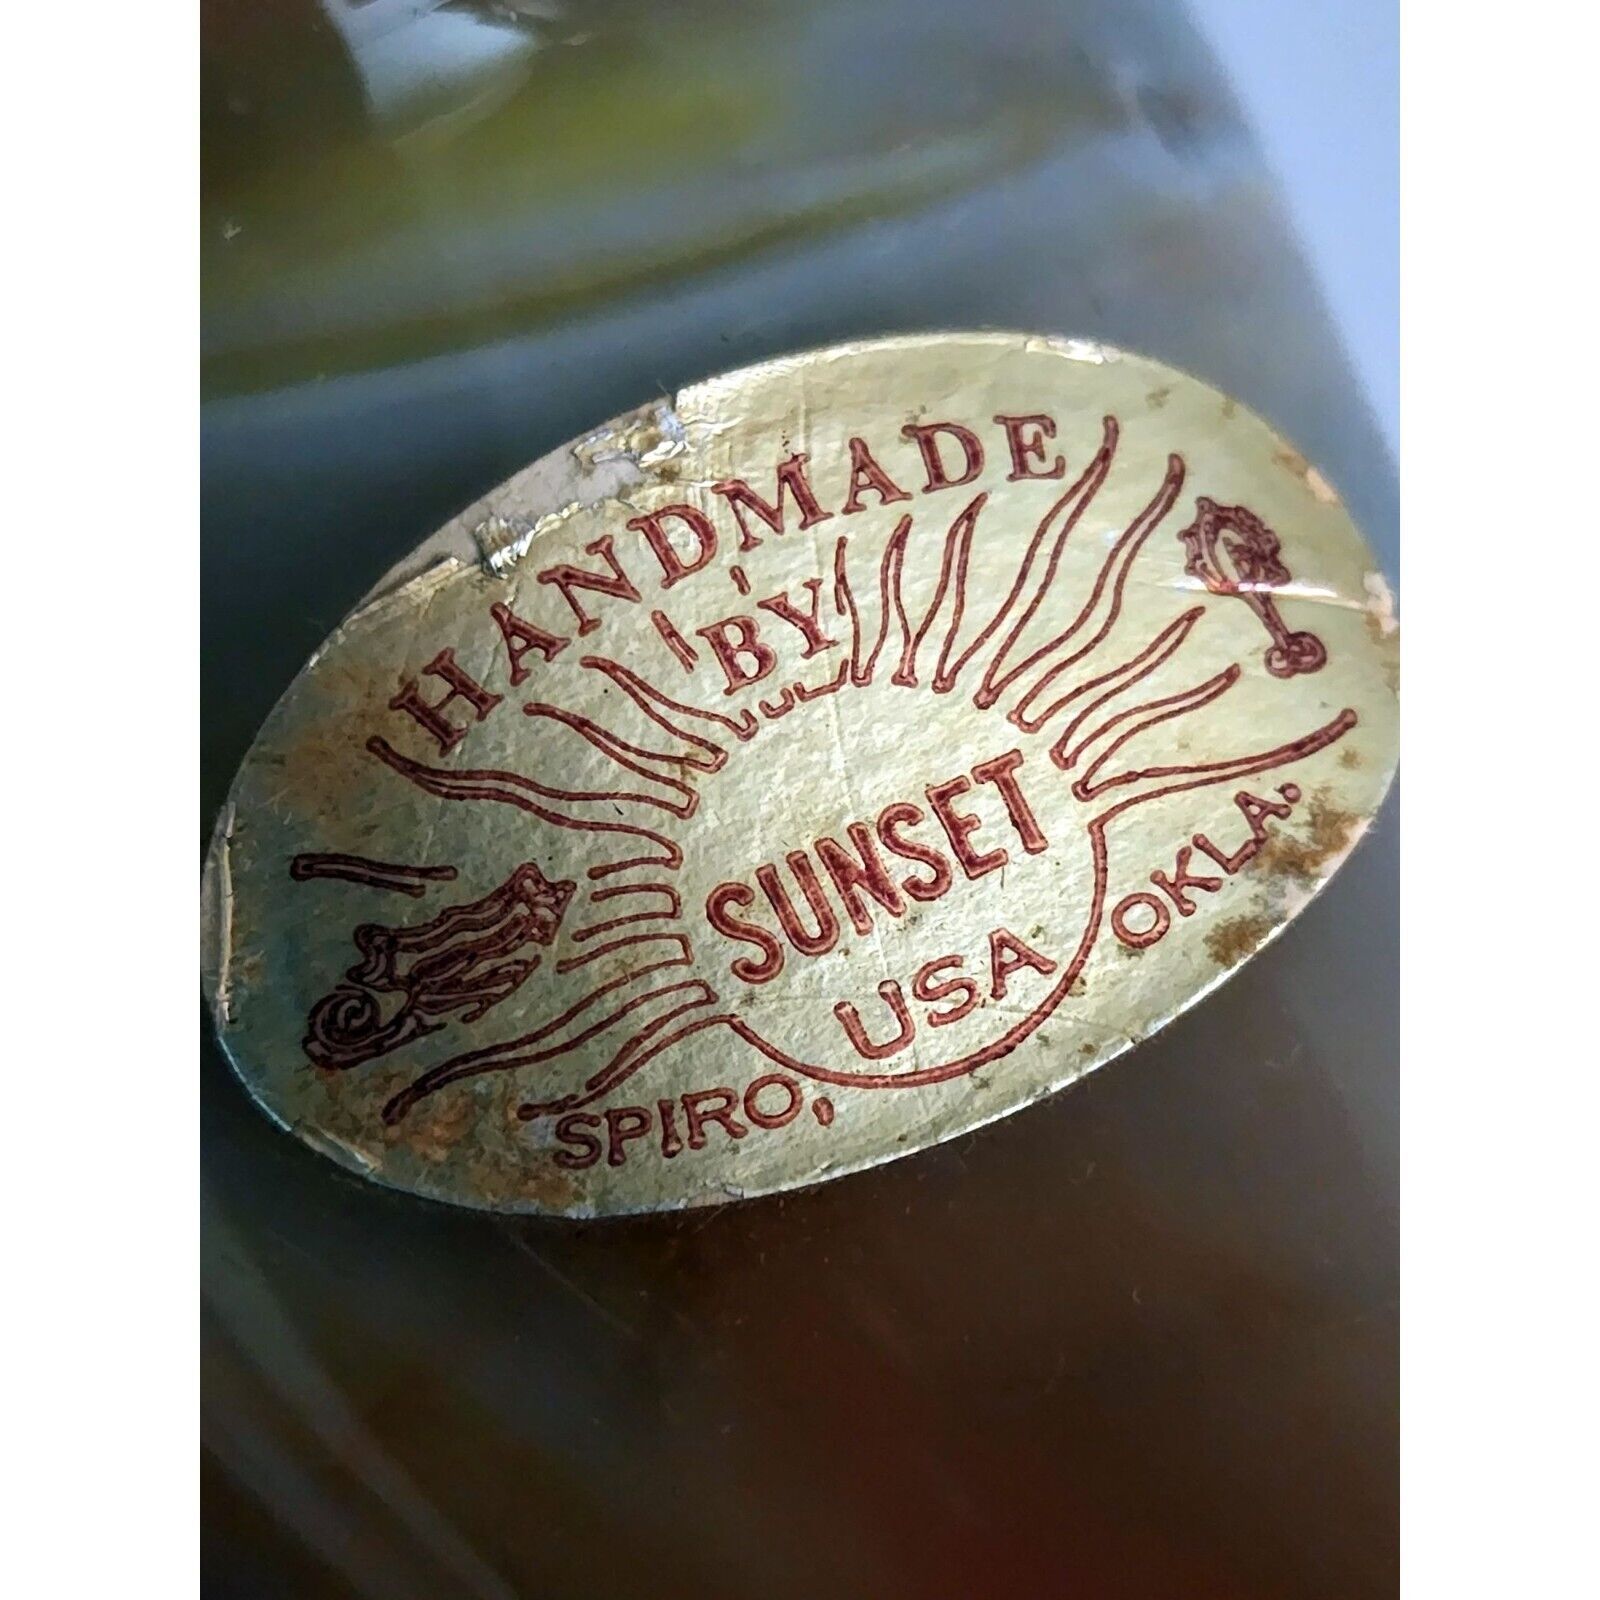 HANDMADE
BY
SUNSET
USA
SPIRO, OKLA.